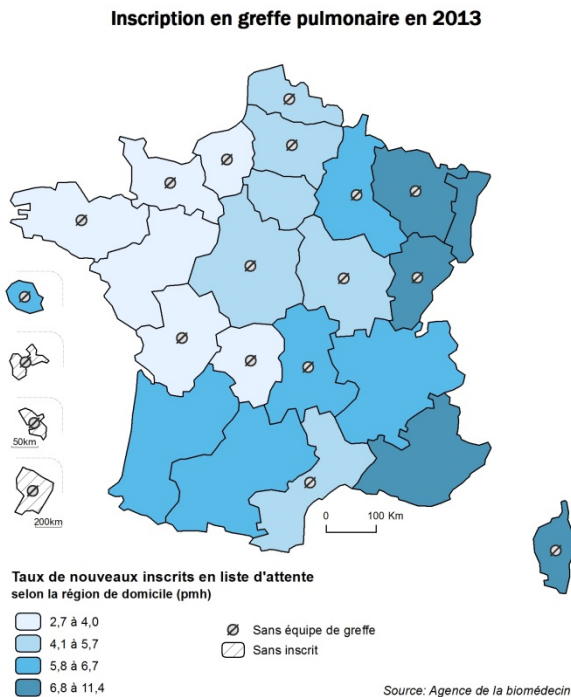 Inscription en greffe pulmonaire en 2013
50km
200km
0 100 Km
Taux de nouveaux inscrits en liste d'attente
selon la région de domicile (pmh)
2,7 à 4,0
4,1 à 5,7
5,8 à 6,7
6,8 à 11,4
Sans équipe de greffe
Sans inscrit
Source: Agence de la biomédecin